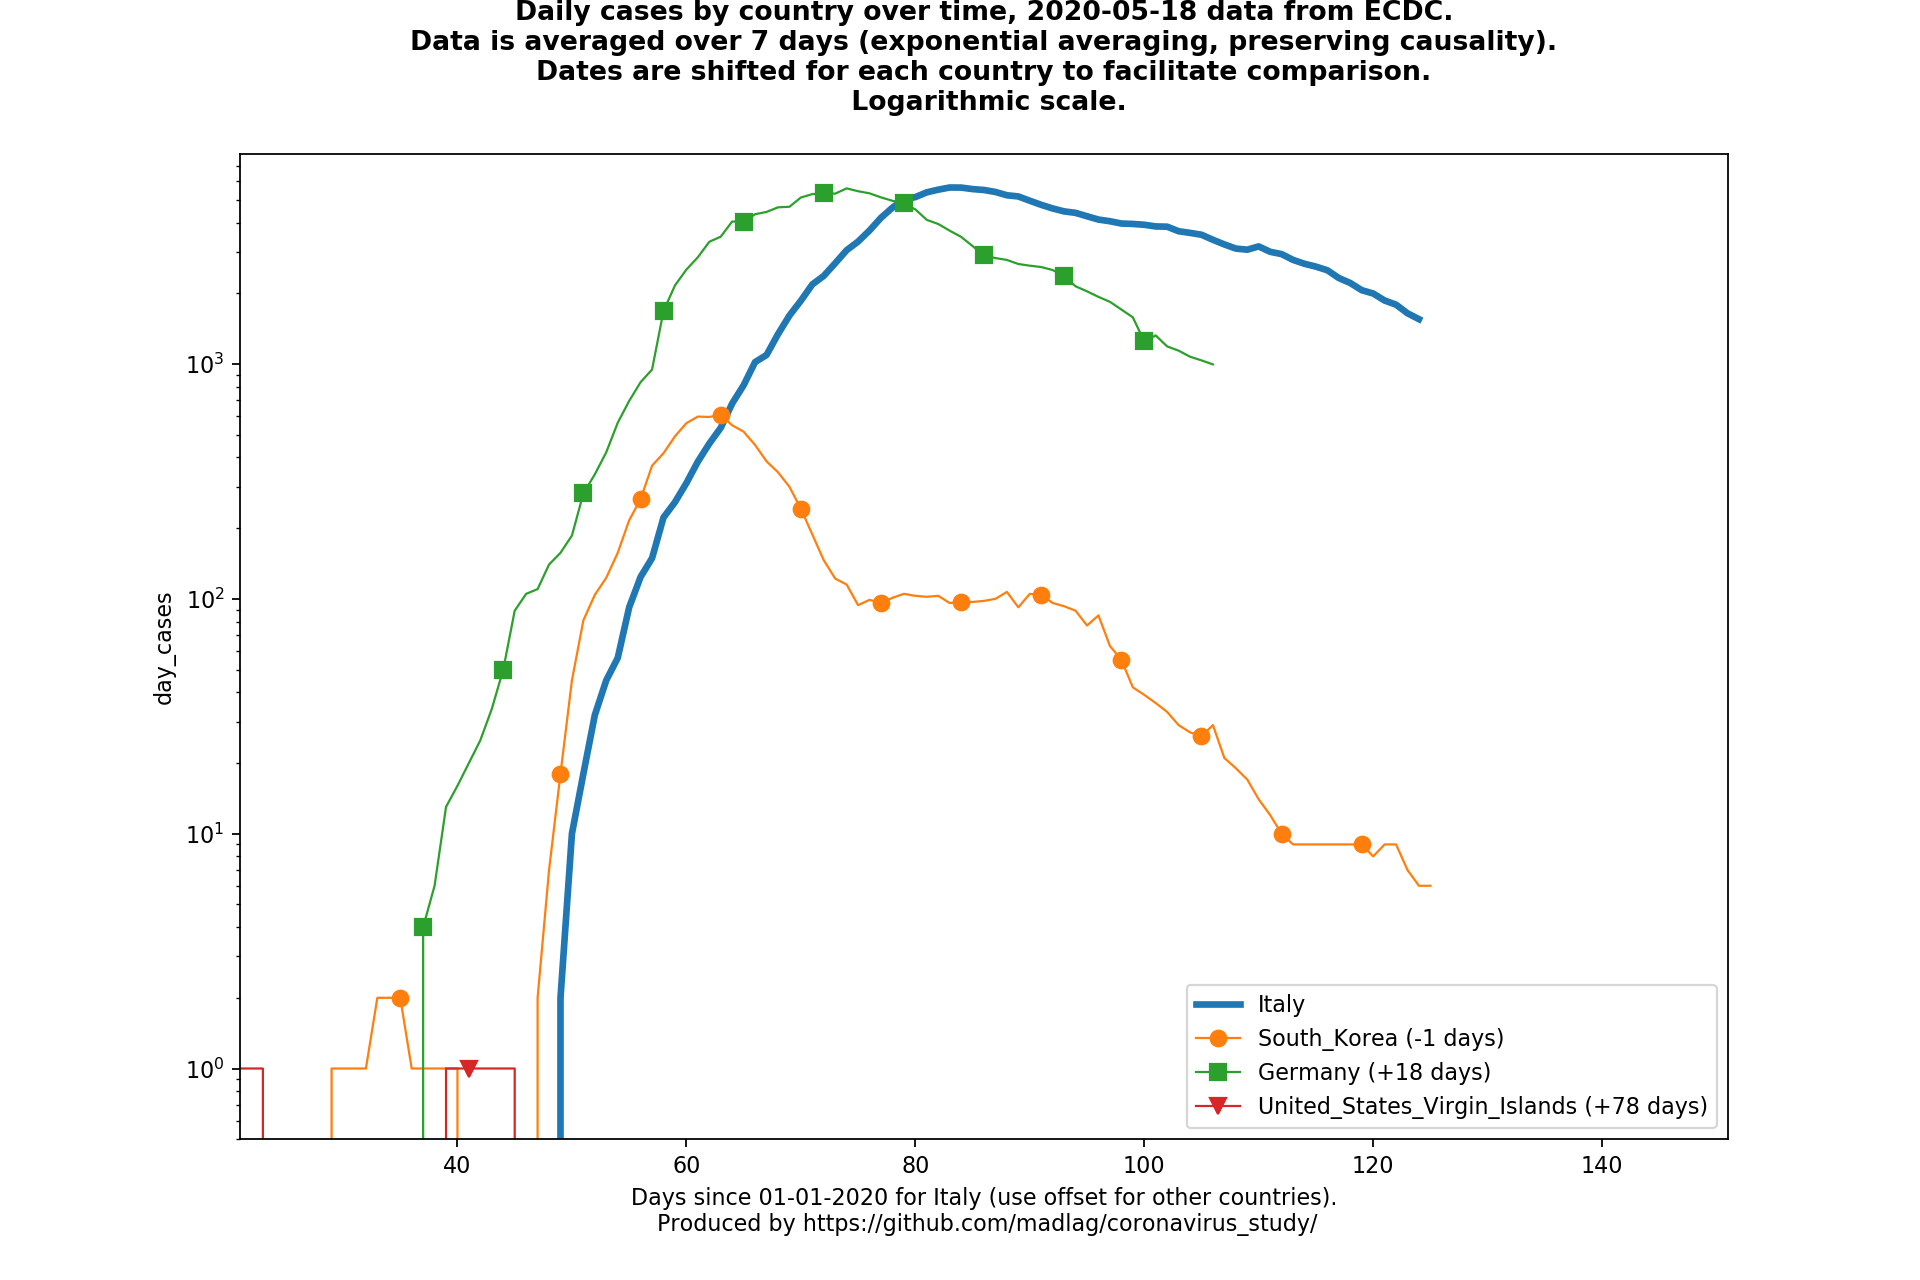 Daily cases by country over time, 2020-05-18 data from ECDC.
Data is averaged over 7 days (exponential averaging, preserving causality).
Dates are shifted for each country to facilitate comparison.
Logarithmic scale.
10³
10²
10¹
10⁰
day_cases
Italy
South_Korea (-1 days)
Germany (+18 days)
United_States_Virgin_Islands (+78 days)
40 60 80 100 120 140
Days since 01-01-2020 for Italy (use offset for other countries).
Produced by https://github.com/madlag/coronavirus_study/